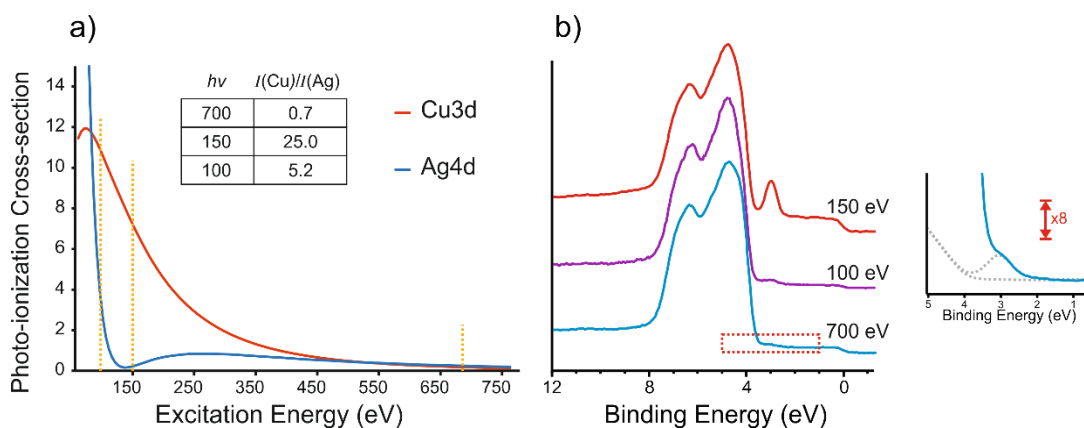 a)
Photo-ionization Cross-section
14
12
10
8
6
4
2
0
50
150
250
350
450
550
650
750
Excitation Energy (eV)
hν I(Cu)/I(Ag)
700 0.7
150 25.0
100 5.2
Cu3d
Ag4d
b)
150 eV
100 eV
700 eV
12 8 4 0
Binding Energy (eV)
x8
5 4 3 2 1
Binding Energy (eV)